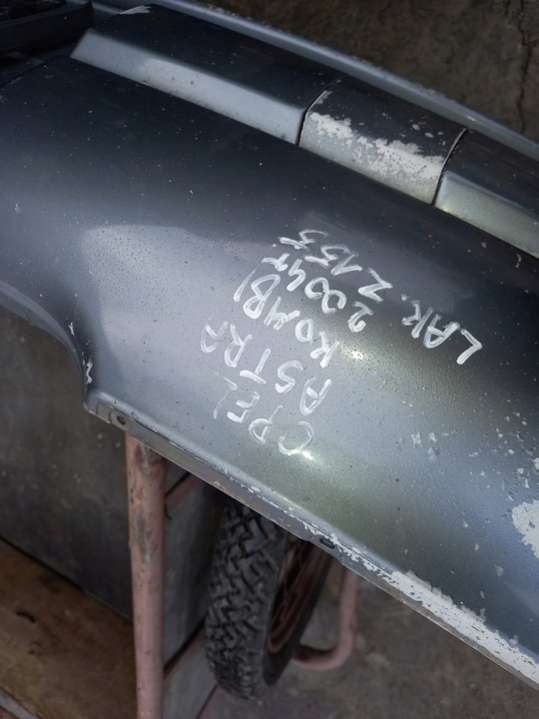 OPEL
ASTRA
KOMBI
2004r
LAK. Z155